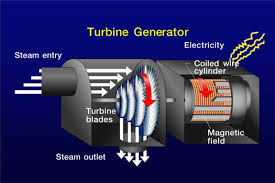 Turbine Generator
Electricity
Steam entry
Coiled wire
cylinder
Turbine
blades
Magnetic
field
Steam outlet